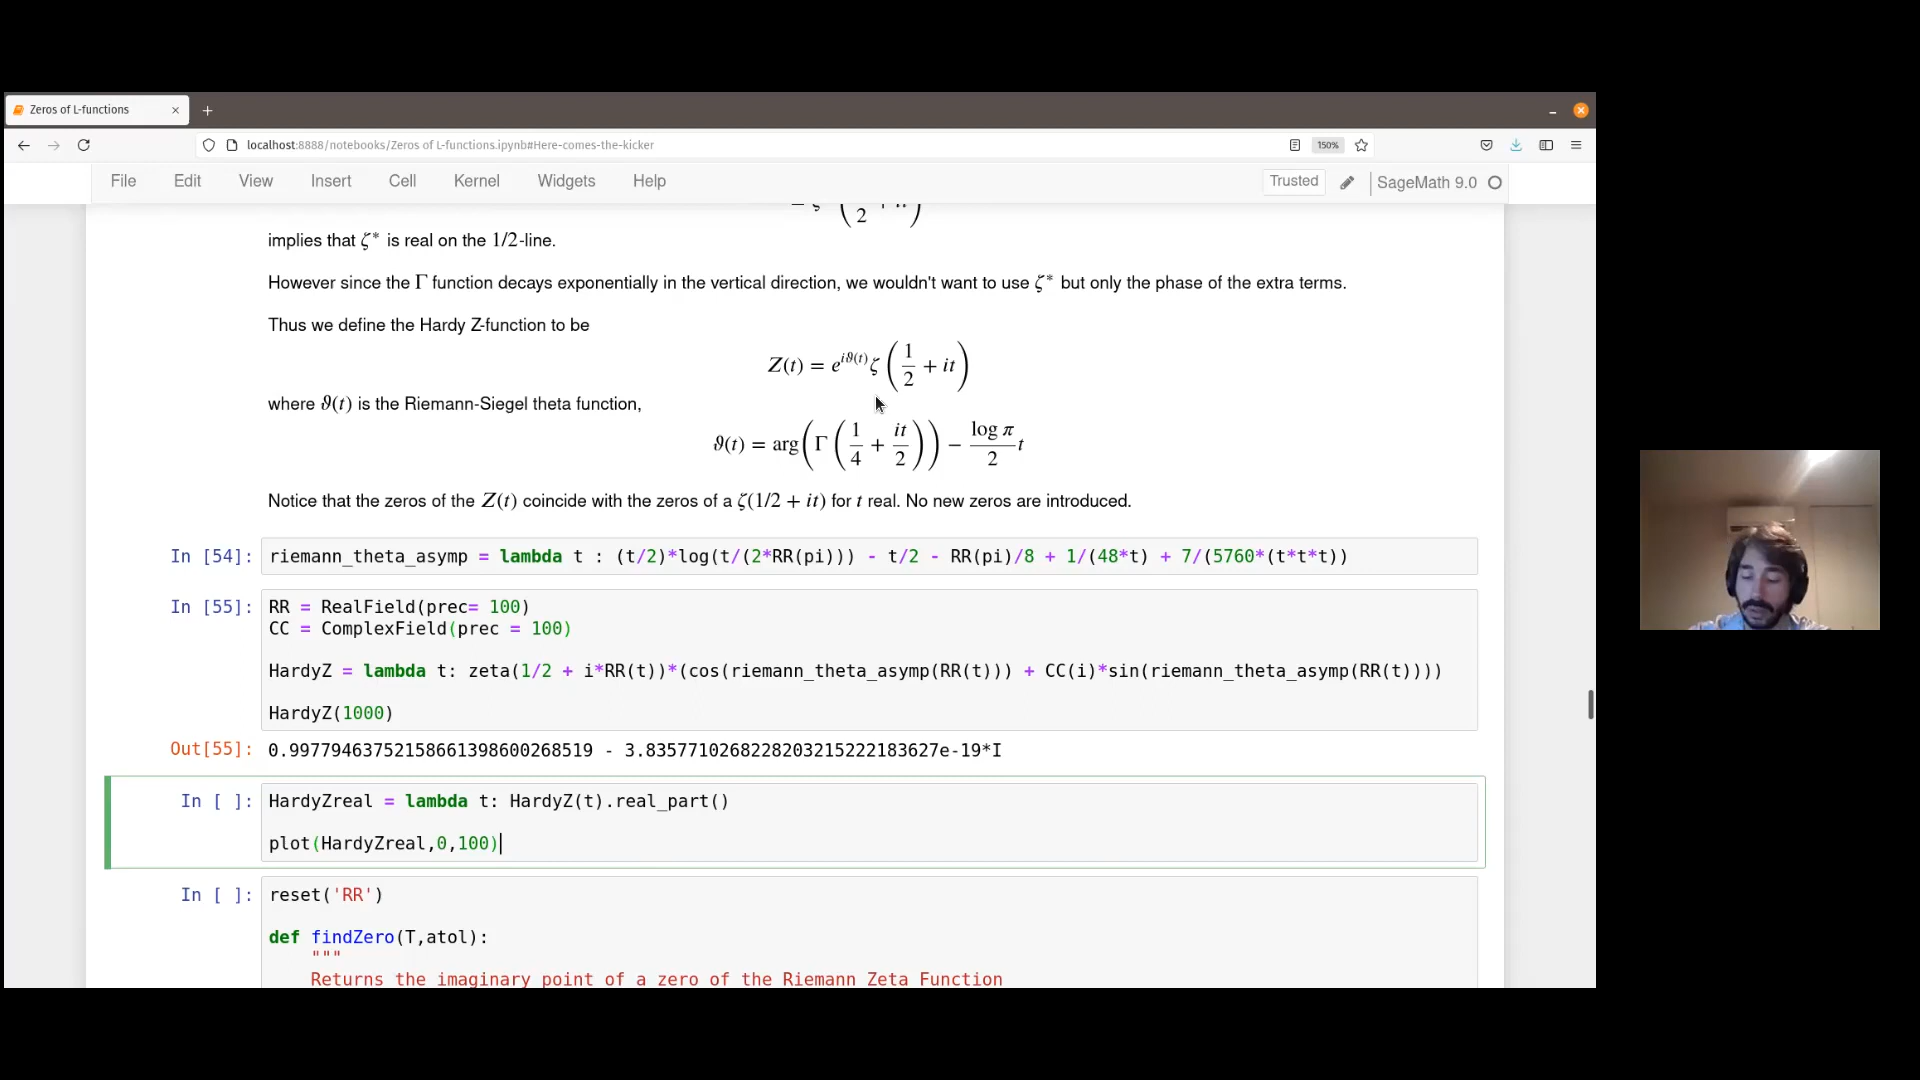 Zeros of L-functions
localhost:8888/notebooks/Zeros of L-functions.ipynb#Here-comes-the-kicker
150%
File Edit View Insert Cell Kernel Widgets Help
Trusted
SageMath 9.0
implies that ζ* is real on the 1/2-line.
However since the Γ function decays exponentially in the vertical direction, we wouldn't want to use ζ* but only the phase of the extra terms.
Thus we define the Hardy Z-function to be
Z(t) = e^{iϑ(t)} ζ(1/2 + it)
where ϑ(t) is the Riemann-Siegel theta function,
ϑ(t) = arg(Γ(1/4 + it/2)) − log π/2 t
Notice that the zeros of the Z(t) coincide with the zeros of a ζ(1/2 + it) for t real. No new zeros are introduced.
In [54]: riemann_theta_asymp = lambda t : (t/2)*log(t/(2*RR(pi))) - t/2 - RR(pi)/8 + 1/(48*t) + 7/(5760*(t*t*t))
In [55]: RR = RealField(prec= 100)
CC = ComplexField(prec = 100)
HardyZ = lambda t: zeta(1/2 + i*RR(t))*(cos(riemann_theta_asymp(RR(t))) + CC(i)*sin(riemann_theta_asymp(RR(t))))
HardyZ(1000)
Out[55]: 0.99779463752158661398600268519 - 3.8357710268228203215222183627e-19*I
In [ ]: HardyZreal = lambda t: HardyZ(t).real_part()
plot(HardyZreal,0,100)
In [ ]: reset('RR')
def findZero(T,atol):
"""
Returns the imaginary point of a zero of the Riemann Zeta Function